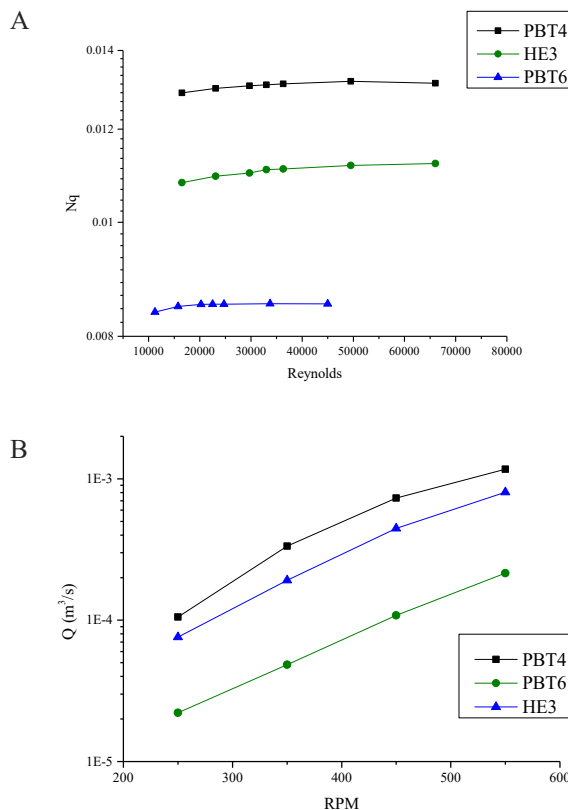 A
PBT4
HE3
PBT6
0.014
0.012
0.01
0.008
Nq
10000 20000 30000 40000 50000 60000 70000 80000
Reynolds
B
1E-3
1E-4
1E-5
Q (m³/s)
PBT4
PBT6
HE3
200 300 400 500 600
RPM